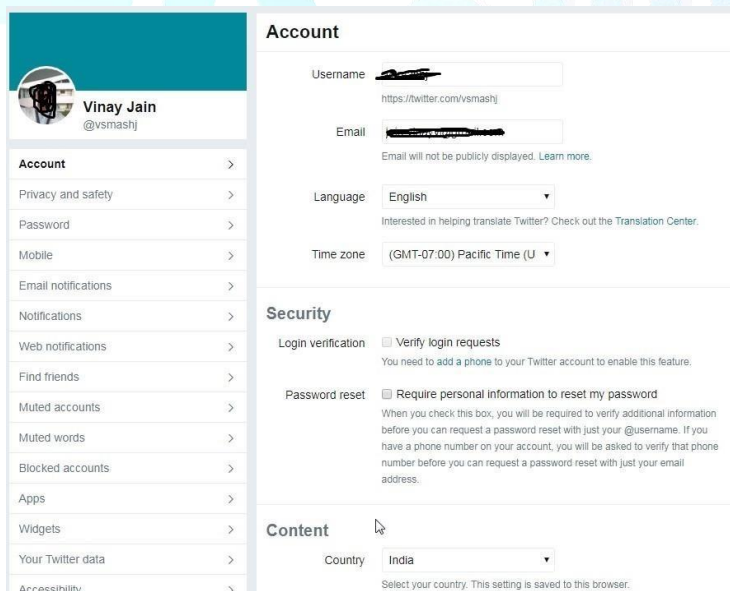 Vinay Jain
@vsmashj
Account
Privacy and safety
Password
Mobile
Email notifications
Notifications
Web notifications
Find friends
Muted accounts
Muted words
Blocked accounts
Apps
Widgets
Your Twitter data
Accessibility
Account
Username
https://twitter.com/vsmashj
Email
Email will not be publicly displayed. Learn more.
Language English
Interested in helping translate Twitter? Check out the Translation Center.
Time zone (GMT-07:00) Pacific Time (U
Security
Login verification Verify login requests
You need to add a phone to your Twitter account to enable this feature.
Password reset Require personal information to reset my password
When you check this box, you will be required to verify additional information
before you can request a password reset with just your @username. If you
have a phone number on your account, you will be asked to verify that phone
number before you can request a password reset with just your email
address.
Content
Country India
Select your country. This setting is saved to this browser.